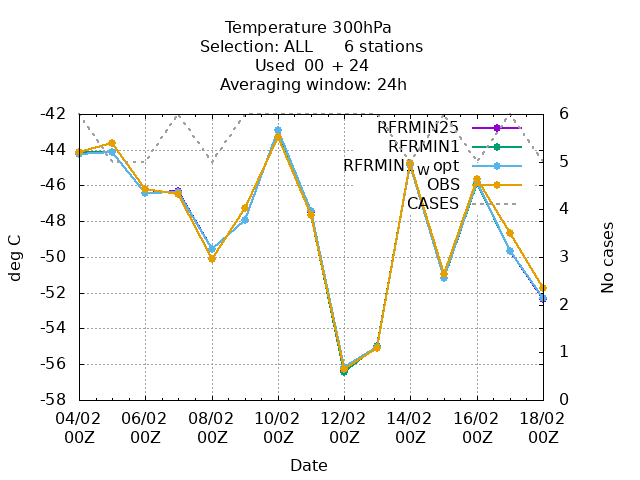 Temperature 300hPa
Selection: ALL 6 stations
Used 00 + 24
Averaging window: 24h
-42
-44
-46
-48
-50
-52
-54
-56
-58
6
5
4
3
2
1
0
RFRMIN25
RFRMIN1
opt
OBS
CASES
deg C
No cases
04/02 06/02 08/02 10/02 12/02 14/02 16/02 18/02
00Z 00Z 00Z 00Z 00Z 00Z 00Z 00Z
Date